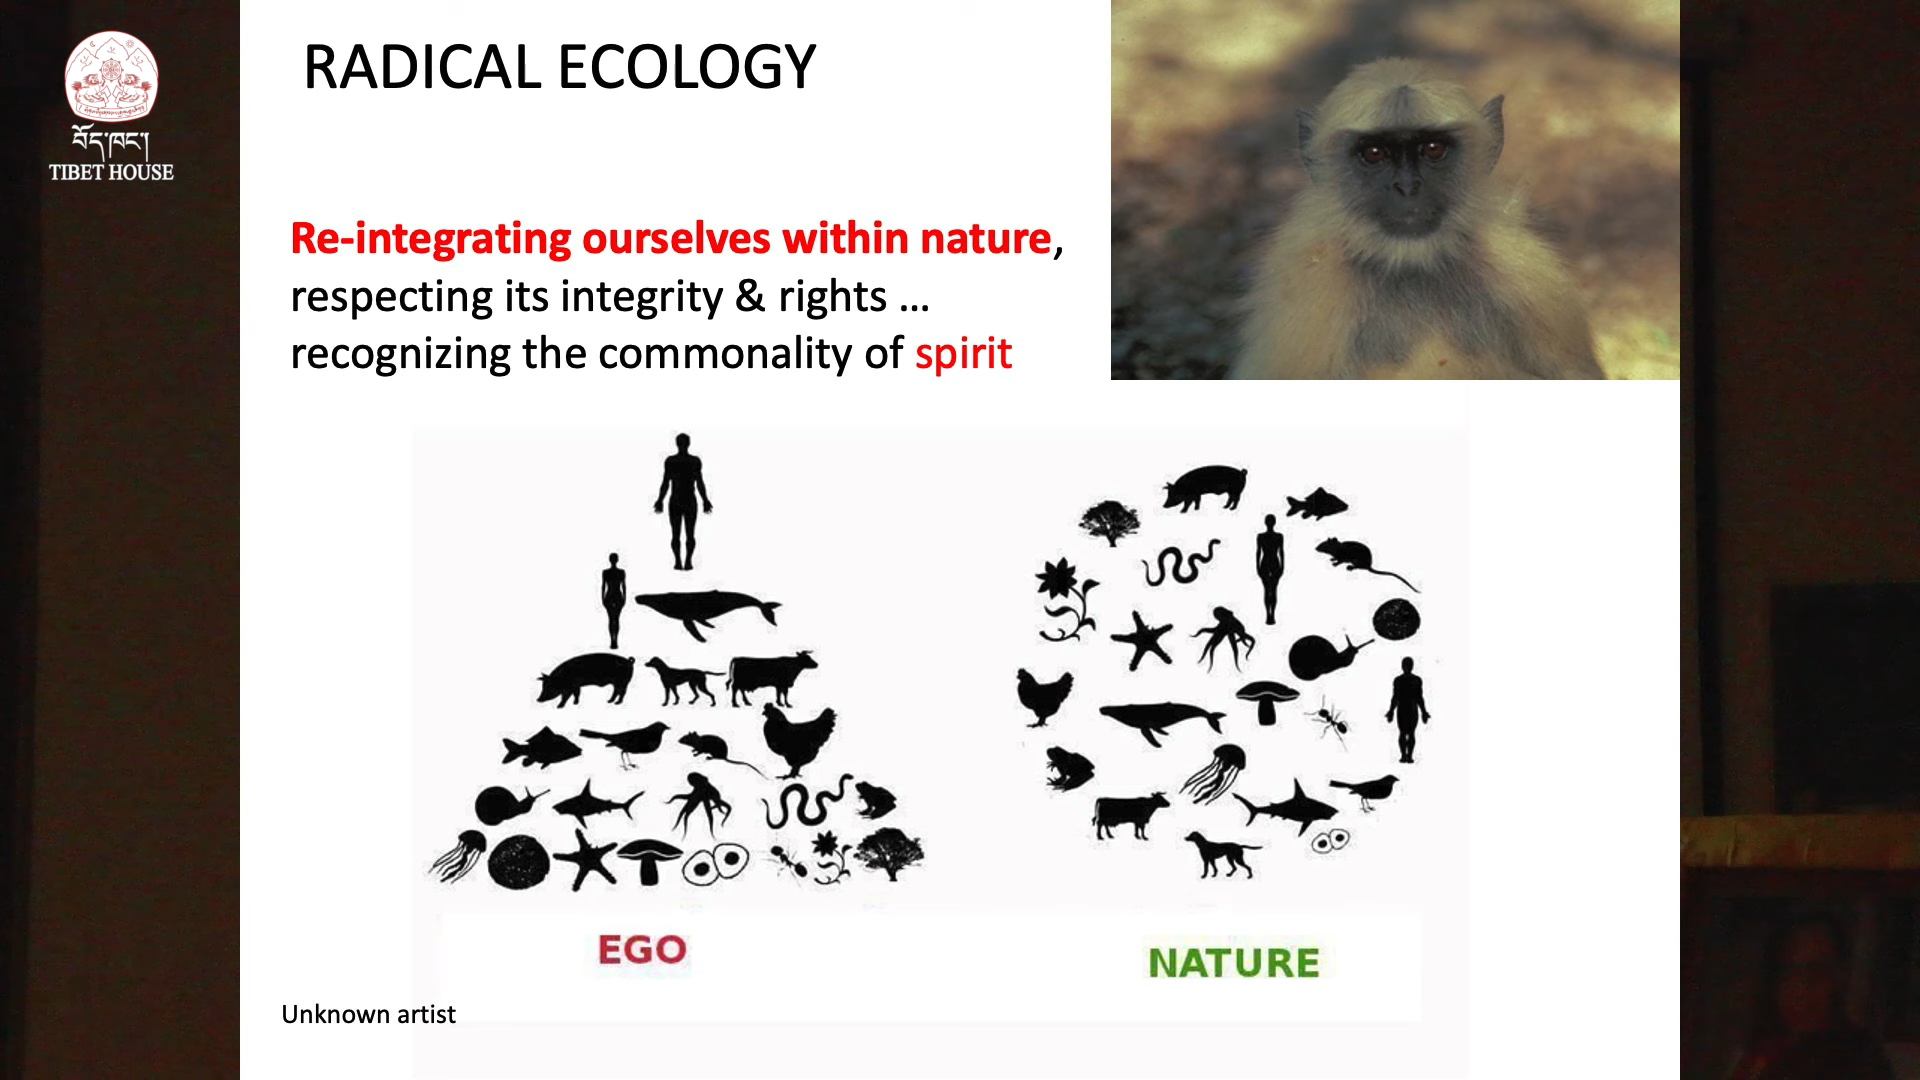 RADICAL ECOLOGY
བོད་ཁང་།
TIBET HOUSE
Re-integrating ourselves within nature,
respecting its integrity & rights ...
recognizing the commonality of spirit
EGO
NATURE
Unknown artist